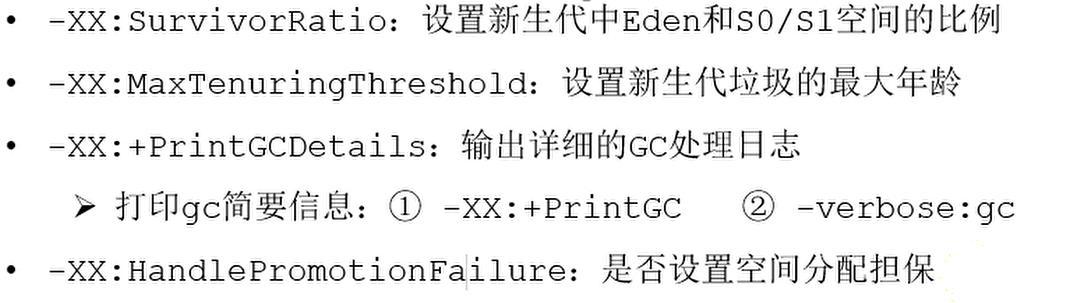 • -XX:SurvivorRatio：设置新生代中Eden和S0/S1空间的比例
• -XX:MaxTenuringThreshold：设置新生代垃圾的最大年龄
• -XX:+PrintGCDetails：输出详细的GC处理日志
➢ 打印gc简要信息：① -XX:+PrintGC ② -verbose:gc
• -XX:HandlePromotionFailure：是否设置空间分配担保